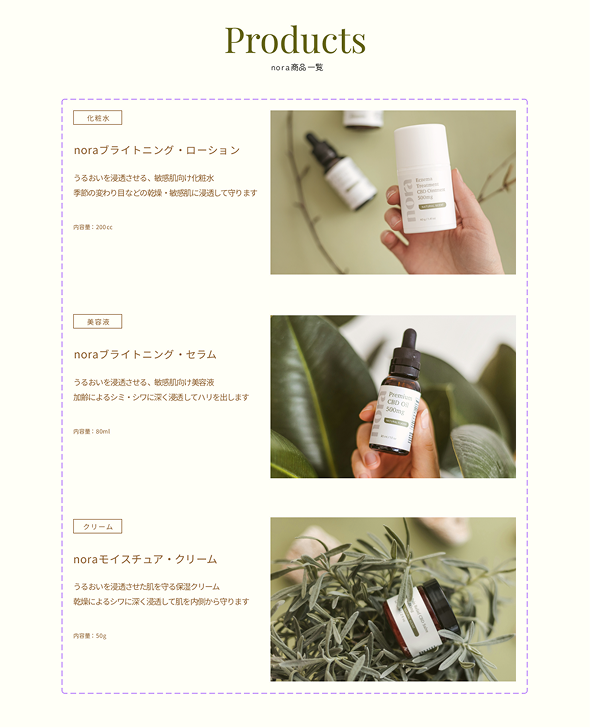 Products
nora商品一覧
化粧水
noraブライトニング・ローション
うるおいを浸透させる、敏感肌向け化粧水
季節の変わり目などの乾燥・敏感肌に浸透して守ります
内容量：200cc
Eczema
Treatment
CBD Ointment
500mg
美容液
noraブライトニング・セラム
うるおいを浸透させる、敏感肌向け美容液
加齢によるシミ・シワに深く浸透してハリを出します
内容量：80ml
Premium
CBD Oil
500mg
クリーム
noraモイスチュア・クリーム
うるおいを浸透させた肌を守る保湿クリーム
乾燥によるシワに深く浸透して肌を内側から守ります
内容量：50g